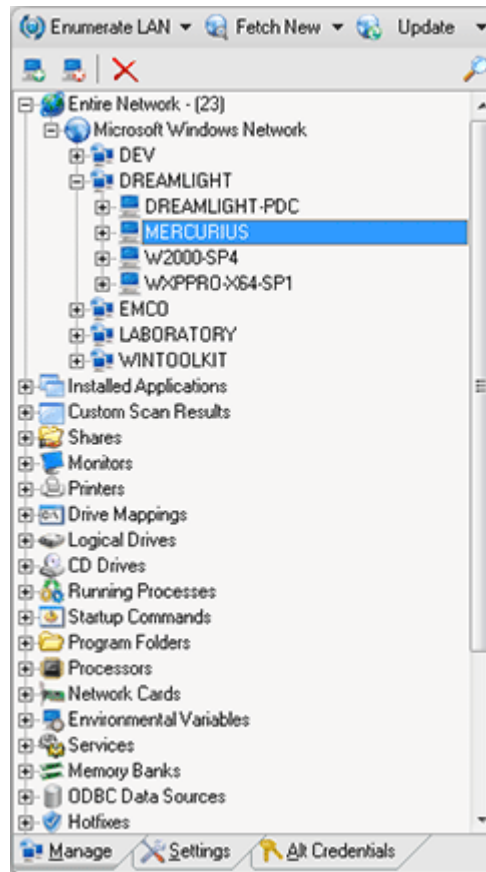 Enumerate LAN Fetch New Update
Entire Network - (23)
Microsoft Windows Network
DEV
DREAMLIGHT
DREAMLIGHT-PDC
MERCURIUS
W2000-SP4
WXPPRO-X64-SP1
EMCO
LABORATORY
WINTOOLKIT
Installed Applications
Custom Scan Results
Shares
Monitors
Printers
Drive Mappings
Logical Drives
CD Drives
Running Processes
Startup Commands
Program Folders
Processors
Network Cards
Environmental Variables
Services
Memory Banks
ODBC Data Sources
Hotfixes
Manage Settings Alt Credentials